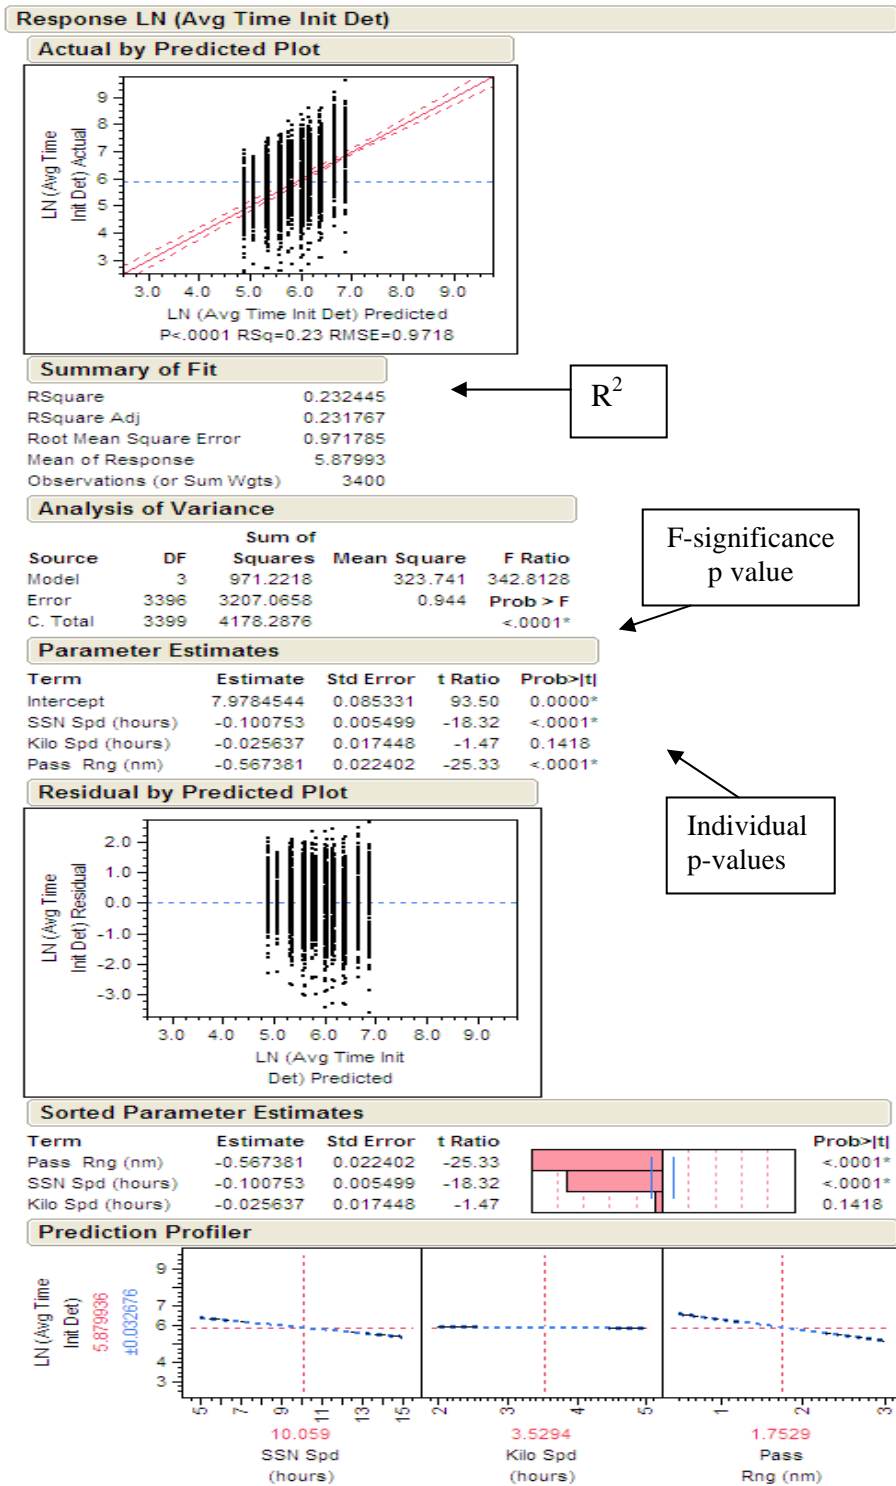 Response LN (Avg Time Init Det)
Actual by Predicted Plot
LN (Avg Time
Init Det) Actual
9
8
7
6
5
4
3
3.0 4.0 5.0 6.0 7.0 8.0 9.0
LN (Avg Time Init Det) Predicted
P<.0001 RSq=0.23 RMSE=0.9718
Summary of Fit
RSquare 0.232445
RSquare Adj 0.231767
Root Mean Square Error 0.971785
Mean of Response 5.87993
Observations (or Sum Wgts) 3400
R²
Analysis of Variance
Sum of
Source DF Squares Mean Square F Ratio
Model 3 971.2218 323.741 342.8128
Error 3396 3207.0658 0.944 Prob > F
C. Total 3399 4178.2876 <.0001*
F-significance
p value
Parameter Estimates
Term Estimate Std Error t Ratio Prob>|t|
Intercept 7.9784544 0.085331 93.50 0.0000*
SSN Spd (hours) -0.100753 0.005499 -18.32 <.0001*
Kilo Spd (hours) -0.025637 0.017448 -1.47 0.1418
Pass Rng (nm) -0.567381 0.022402 -25.33 <.0001*
Individual
p-values
Residual by Predicted Plot
LN (Avg Time
Init Det) Residual
2.0
1.0
0.0
-1.0
-2.0
-3.0
3.0 4.0 5.0 6.0 7.0 8.0 9.0
LN (Avg Time Init
Det) Predicted
Sorted Parameter Estimates
Term Estimate Std Error t Ratio Prob>|t|
Pass Rng (nm) -0.567381 0.022402 -25.33 <.0001*
SSN Spd (hours) -0.100753 0.005499 -18.32 <.0001*
Kilo Spd (hours) -0.025637 0.017448 -1.47 0.1418
Prediction Profiler
LN (Avg Time
Init Det)
5.879936
±0.032676
9
7
6
4
3
5 7 9 11 13 15 2 3 4 5 1 2 3
10.059 3.5294 1.7529
SSN Spd Kilo Spd Pass
(hours) (hours) Rng (nm)